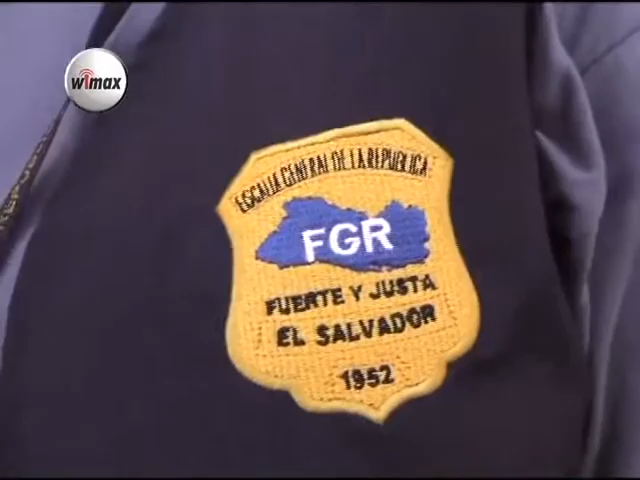 wimax
FISCALIA GENERAL DE LA REPUBLICA
FGR
FUERTE Y JUSTA
EL SALVADOR
1952